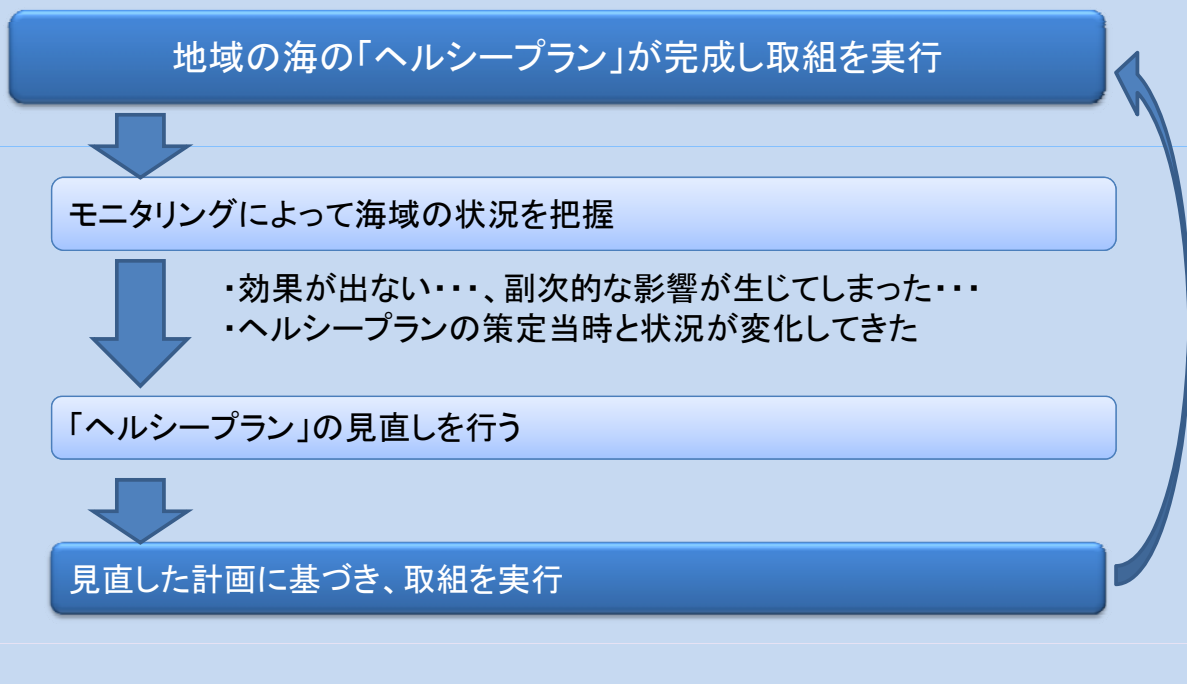 地域の海の「ヘルシープラン」が完成し取組を実行
モニタリングによって海域の状況を把握
・効果が出ない・・・、副次的な影響が生じてしまった・・・
・ヘルシープランの策定当時と状況が変化してきた
「ヘルシープラン」の見直しを行う
見直した計画に基づき、取組を実行